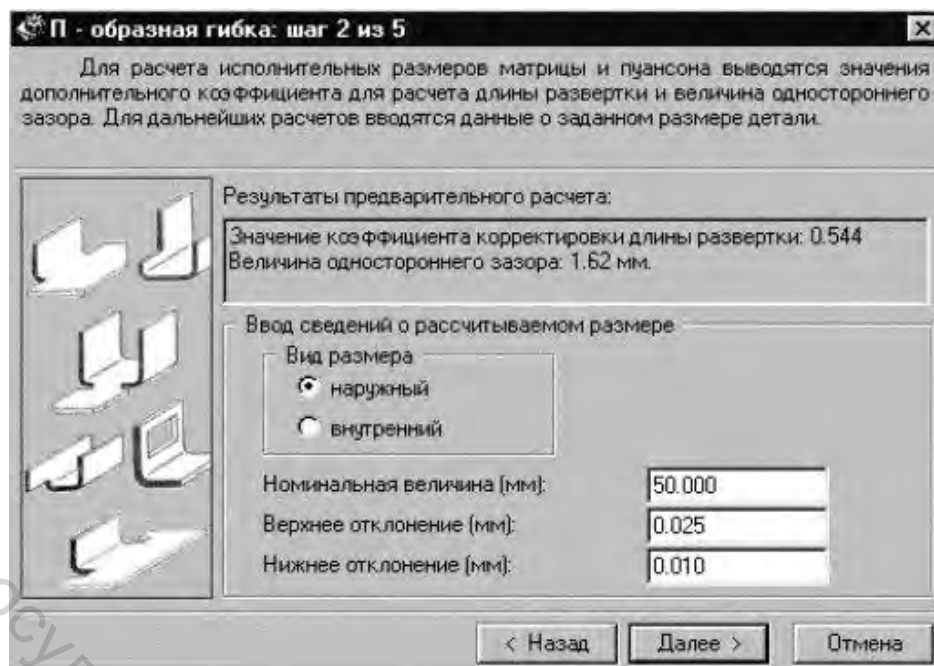 П - образная гибка: шаг 2 из 5
Для расчета исполнительных размеров матрицы и пуансона выводятся значения
дополнительного коэффициента для расчета длины развертки и величина одностороннего
зазора. Для дальнейших расчетов вводятся данные о заданном размере детали.
Результаты предварительного расчета:
Значение коэффициента корректировки длины развертки: 0.544
Величина одностороннего зазора: 1.62 мм.
Ввод сведений о рассчитываемом размере
Вид размера
наружный
внутренний
Номинальная величина (мм): 50.000
Верхнее отклонение (мм): 0.025
Нижнее отклонение (мм): 0.010
< Назад Далее > Отмена